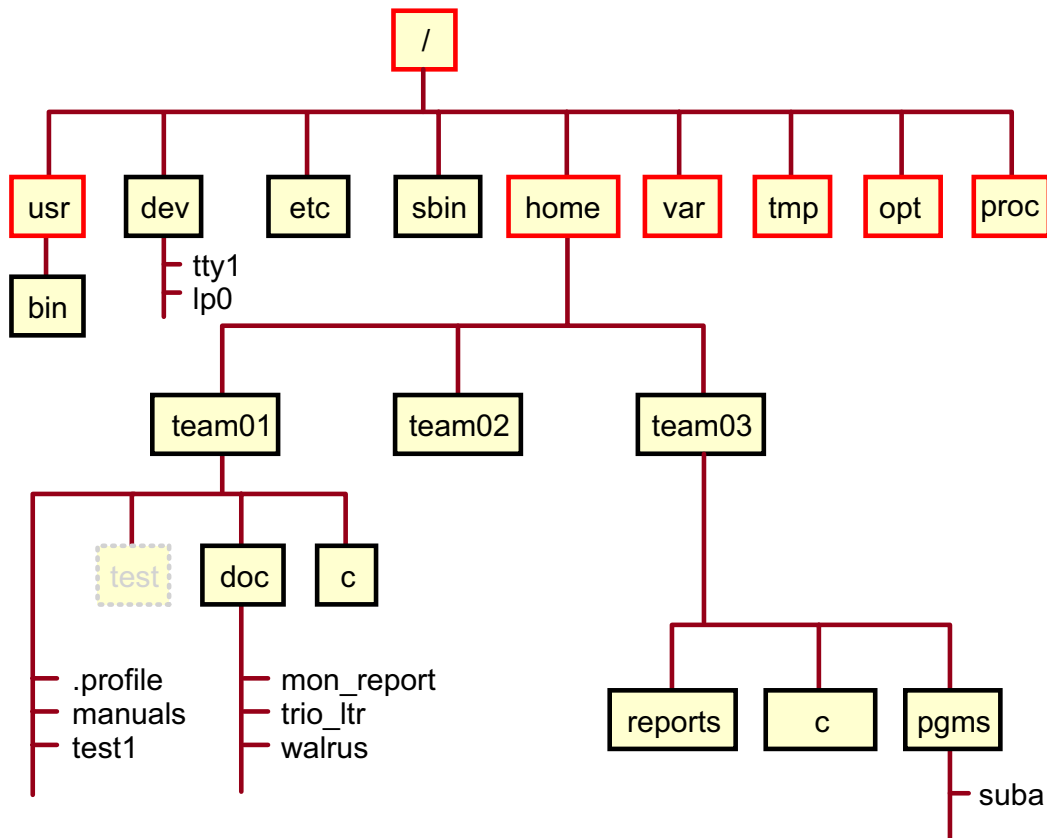 /
usr dev etc sbin home var tmp opt proc
tty1
lp0
bin
team01 team02 team03
test doc c
.profile mon_report
manuals trio_ltr
test1 walrus
reports c pgms
suba